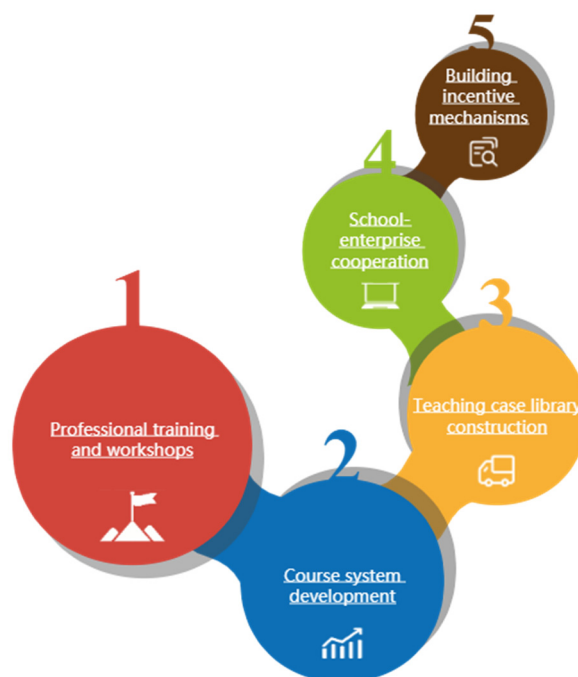 1
Professional training
and workshops
2
Course system
development
3
Teaching case library
construction
4
School-
enterprise
cooperation
5
Building
incentive
mechanisms